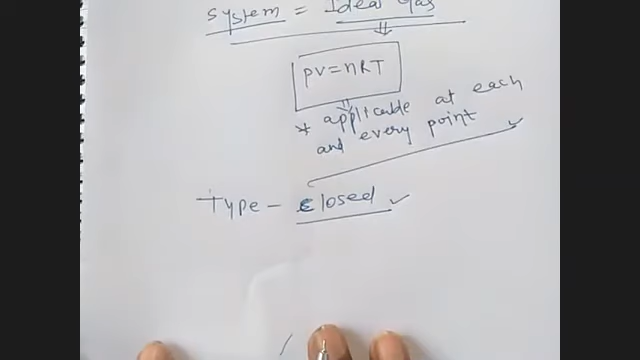 System = Ideal Gas
PV=nRT
* applicable at each
and every point
Type - closed